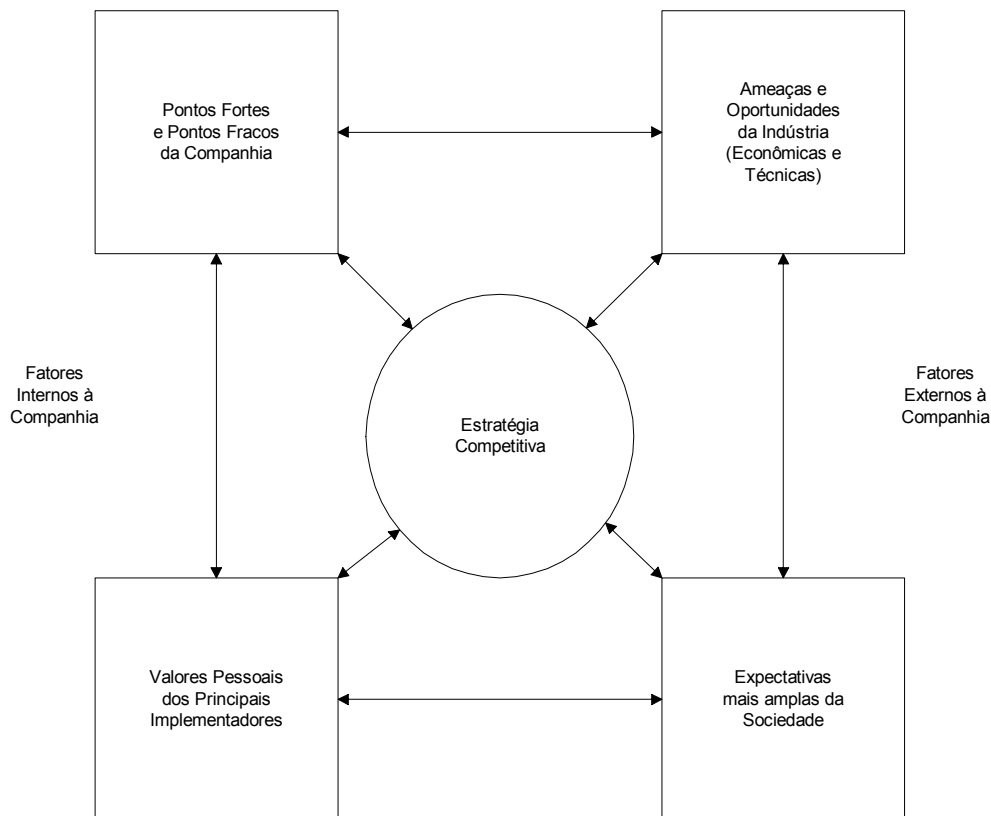 Pontos Fortes
e Pontos Fracos
da Companhia
Ameaças e
Oportunidades
da Indústria
(Econômicas e
Técnicas)
Fatores
Internos à
Companhia
Estratégia
Competitiva
Fatores
Externos à
Companhia
Valores Pessoais
dos Principais
Implementadores
Expectativas
mais amplas da
Sociedade